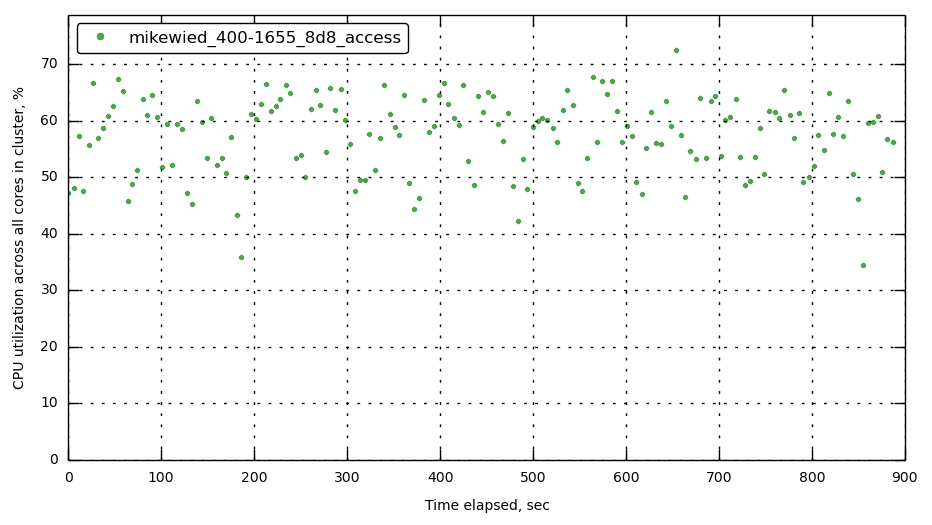 mikewied_400-1655_8d8_access
CPU utilization across all cores in cluster, %
70
60
50
40
30
20
10
0
0 100 200 300 400 500 600 700 800 900
Time elapsed, sec